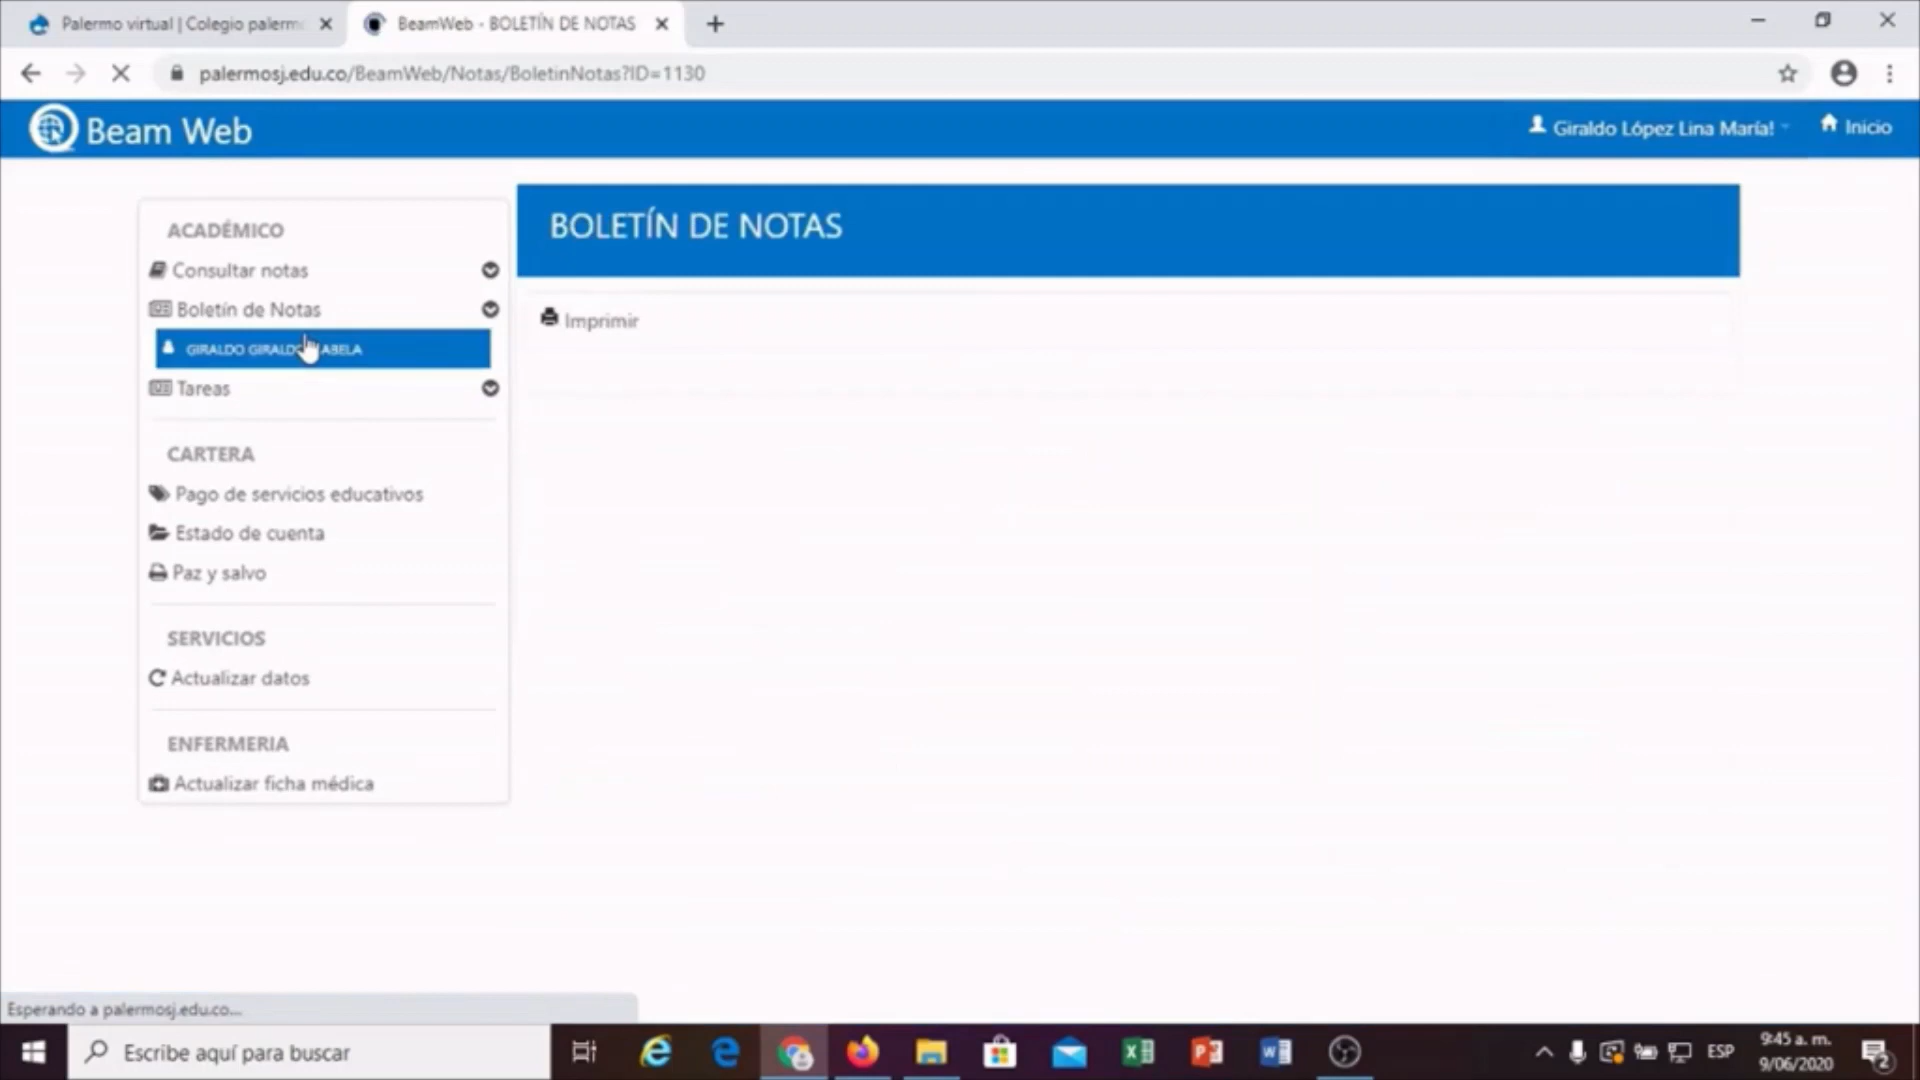 Palermo virtual | Colegio palerm
BeamWeb - BOLETÍN DE NOTAS
palermosj.edu.co/BeamWeb/Notas/BoletinNotas?ID=1130
Beam Web
Giraldo López Lina María!
Inicio
ACADÉMICO
Consultar notas
Boletín de Notas
GIRALDO
Tareas
CARTERA
Pago de servicios educativos
Estado de cuenta
Paz y salvo
SERVICIOS
Actualizar datos
ENFERMERIA
Actualizar ficha médica
BOLETÍN DE NOTAS
Imprimir
Esperando a palermosj.edu.co...
Escribe aquí para buscar
ESP
9:45 a. m.
9/06/2020
2